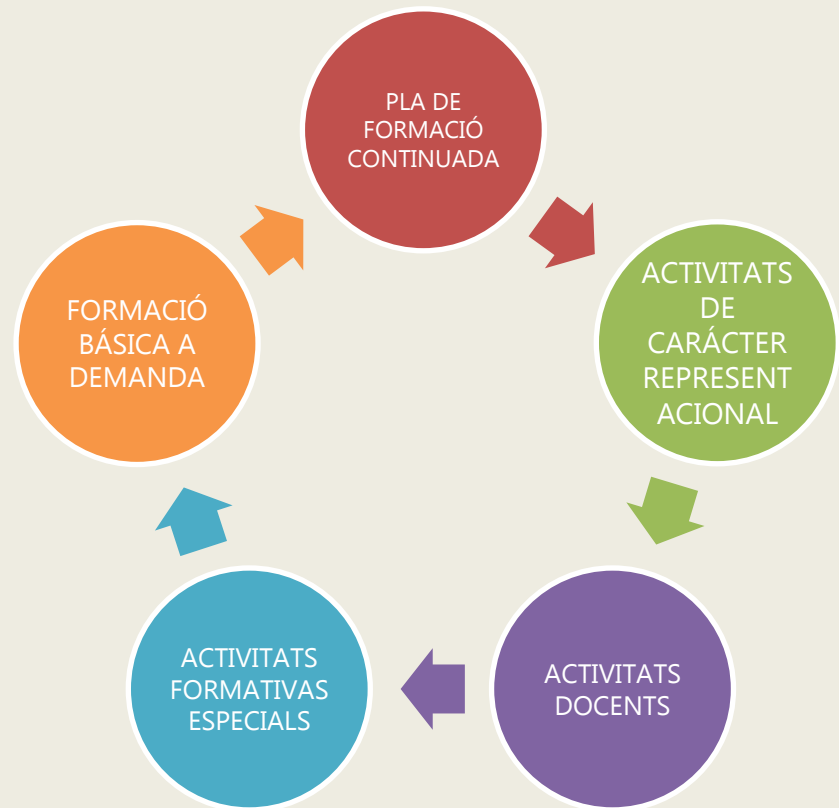 PLA DE
FORMACIÓ
CONTINUADA
ACTIVITATS
DE
CARÁCTER
REPRESENT
ACIONAL
ACTIVITATS
DOCENTS
ACTIVITATS
FORMATIVAS
ESPECIALS
FORMACIÓ
BÁSICA A
DEMANDA